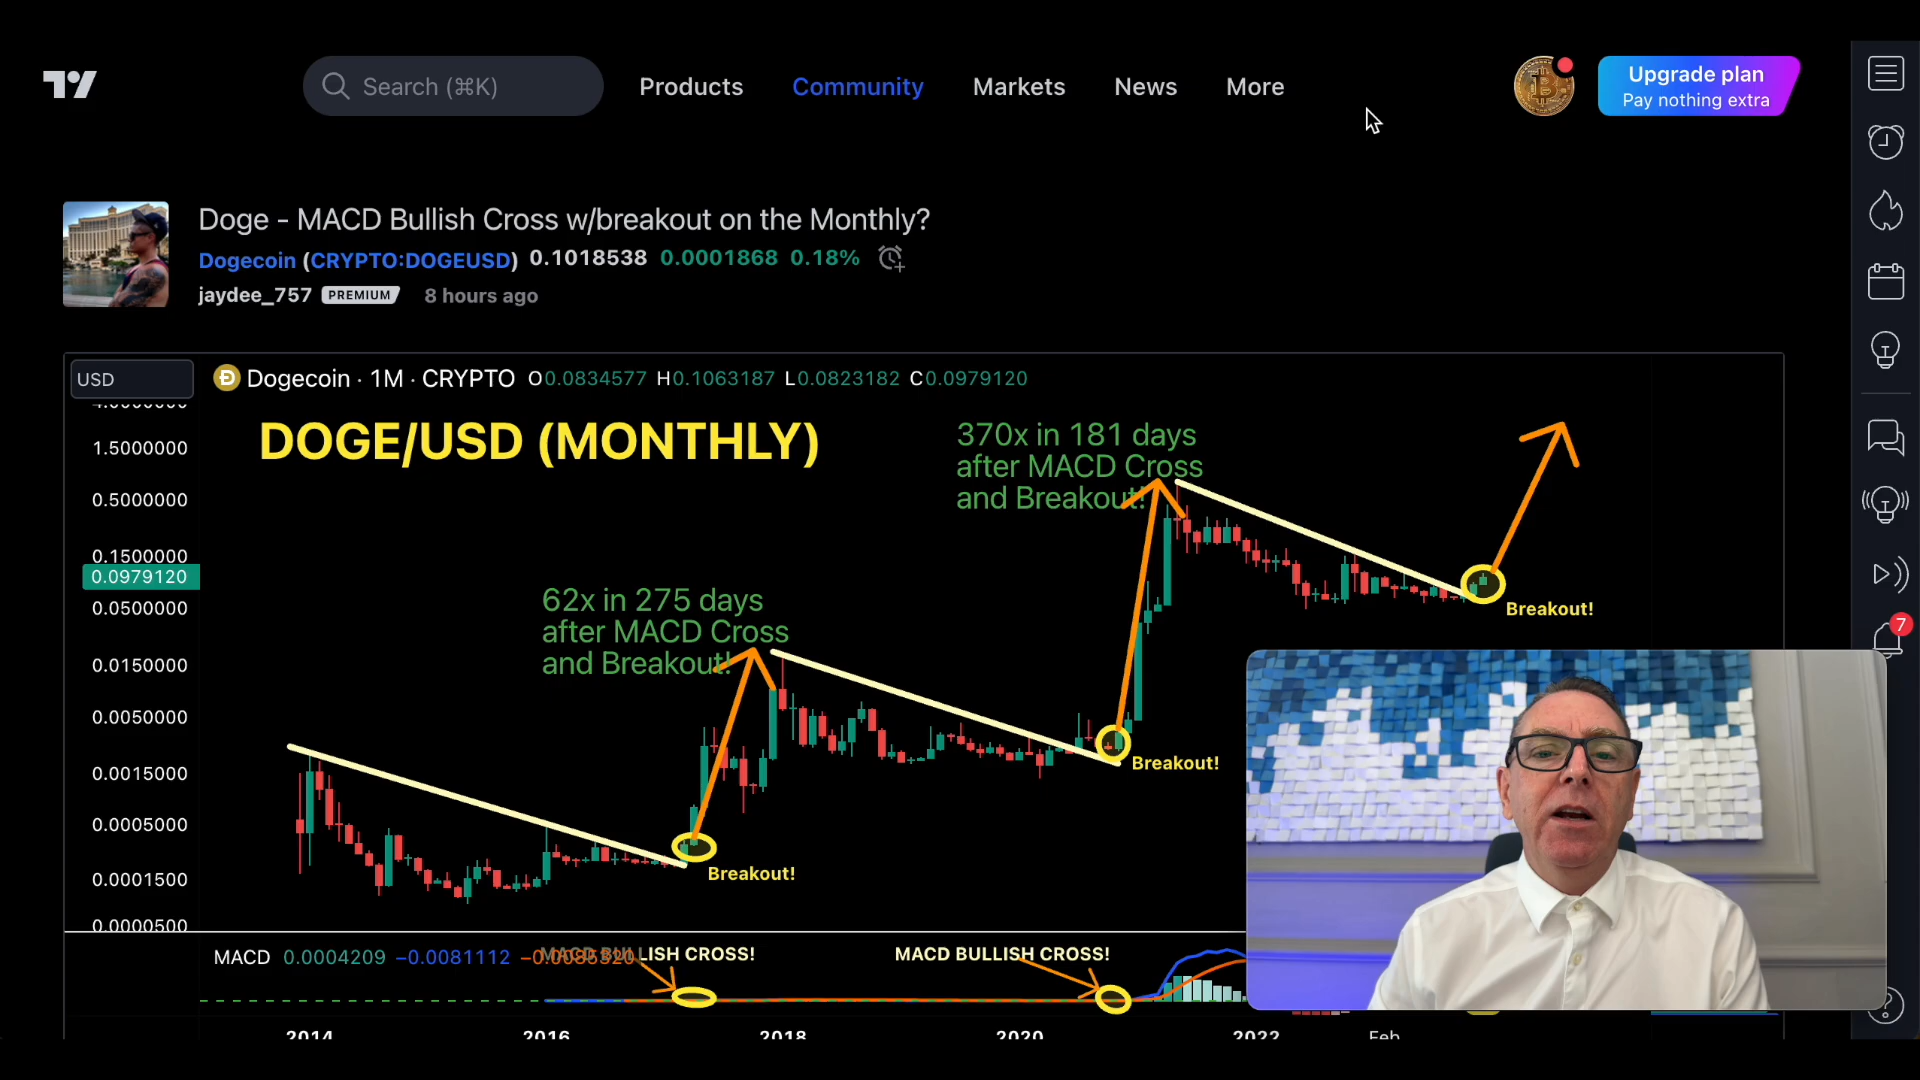 Search (⌘K)
Products
Community
Markets
News
More
Upgrade plan
Pay nothing extra
Doge - MACD Bullish Cross w/breakout on the Monthly?
Dogecoin (CRYPTO:DOGEUSD) 0.1018538 0.0001868 0.18%
jaydee_757 PREMIUM 8 hours ago
USD
Dogecoin · 1M · CRYPTO O0.0834577 H0.1063187 L0.0823182 C0.0979120
DOGE/USD (MONTHLY)
370x in 181 days
after MACD Cross
and Breakout!
1.5000000
0.5000000
0.1500000
0.0979120
0.0500000
0.0150000
0.0050000
0.0015000
0.0005000
0.0001500
0.0000500
62x in 275 days
after MACD Cross
and Breakout!
Breakout!
Breakout!
Breakout!
7
MACD 0.0004209 −0.0081112
MACD BULLISH CROSS!
MACD BULLISH CROSS!
2014
2016
2018
2020
2022
Feb